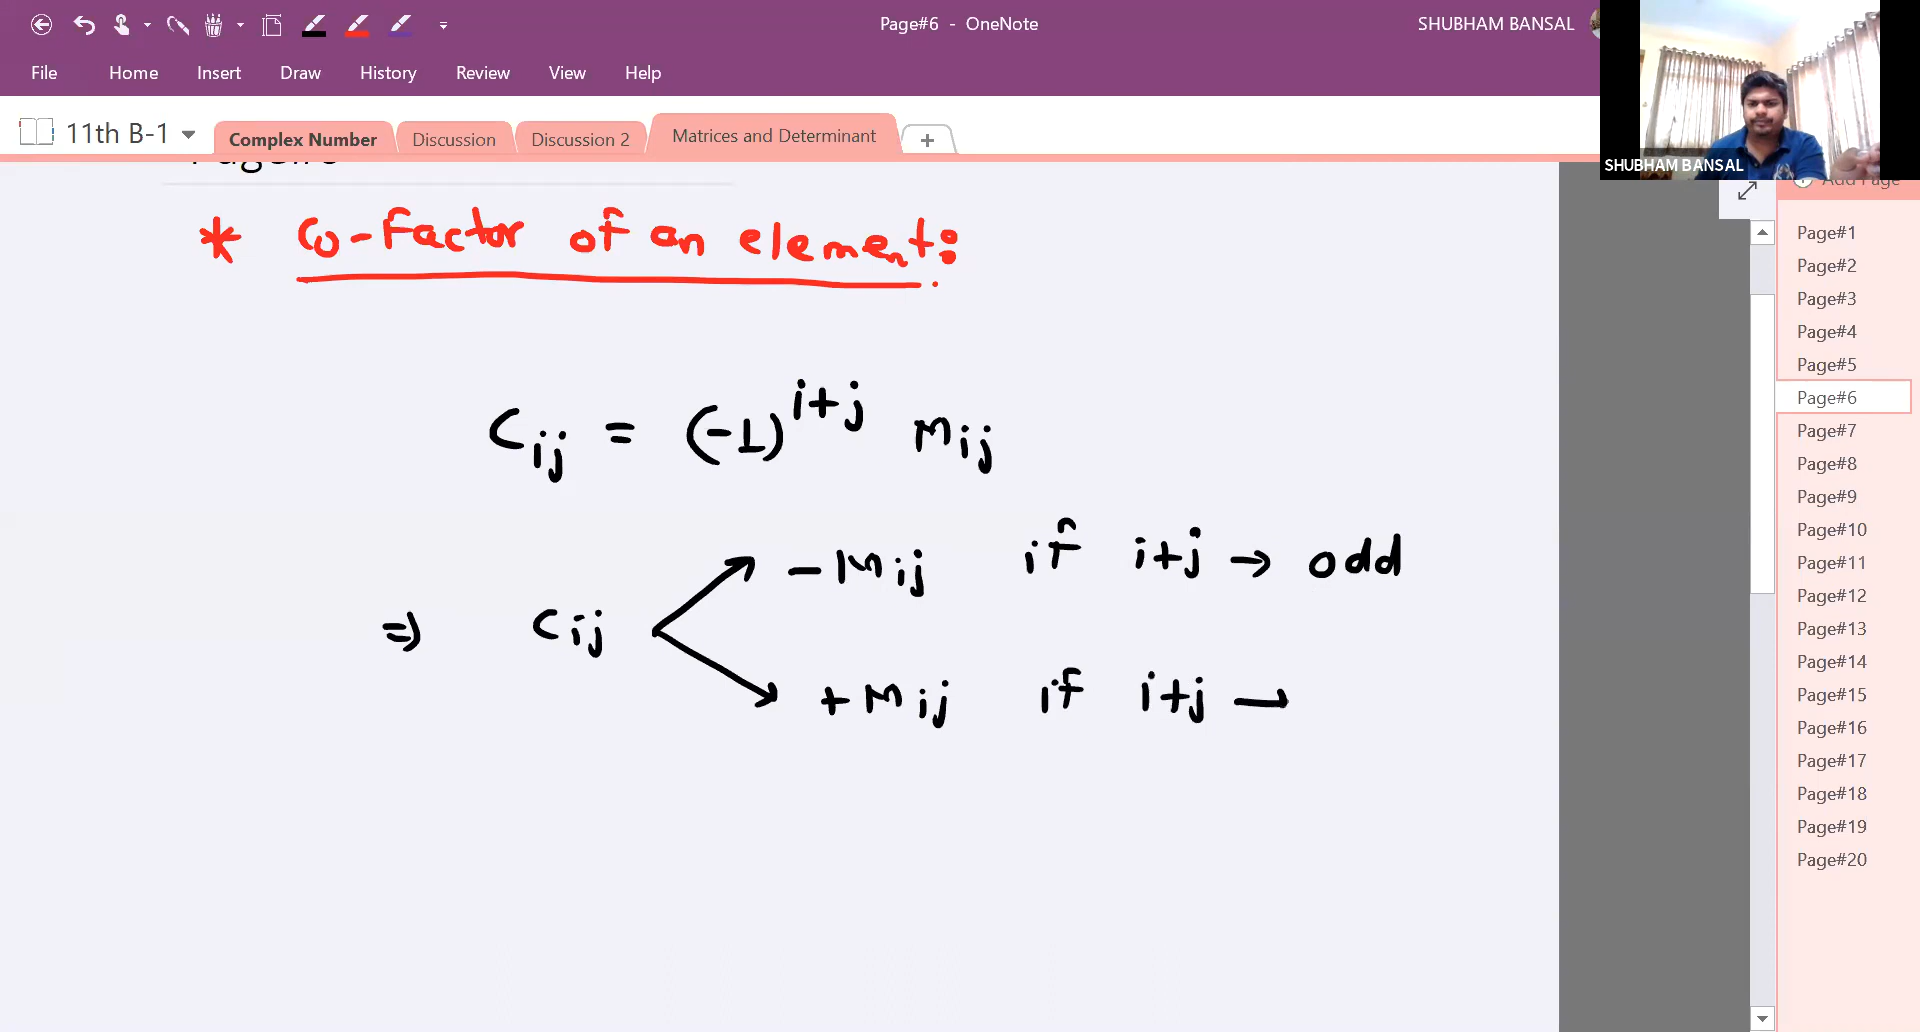 Page#6 - OneNote
SHUBHAM BANSAL
File Home Insert Draw History Review View Help
11th B-1 Complex Number Discussion Discussion 2 Matrices and Determinant +
SHUBHAM BANSAL
Add Page
* Co-factor of an element:
Cij = (-1)^i+j Mij
⇒ Cij
-Mij if i+j → odd
+Mij if i+j →
Page#1
Page#2
Page#3
Page#4
Page#5
Page#6
Page#7
Page#8
Page#9
Page#10
Page#11
Page#12
Page#13
Page#14
Page#15
Page#16
Page#17
Page#18
Page#19
Page#20